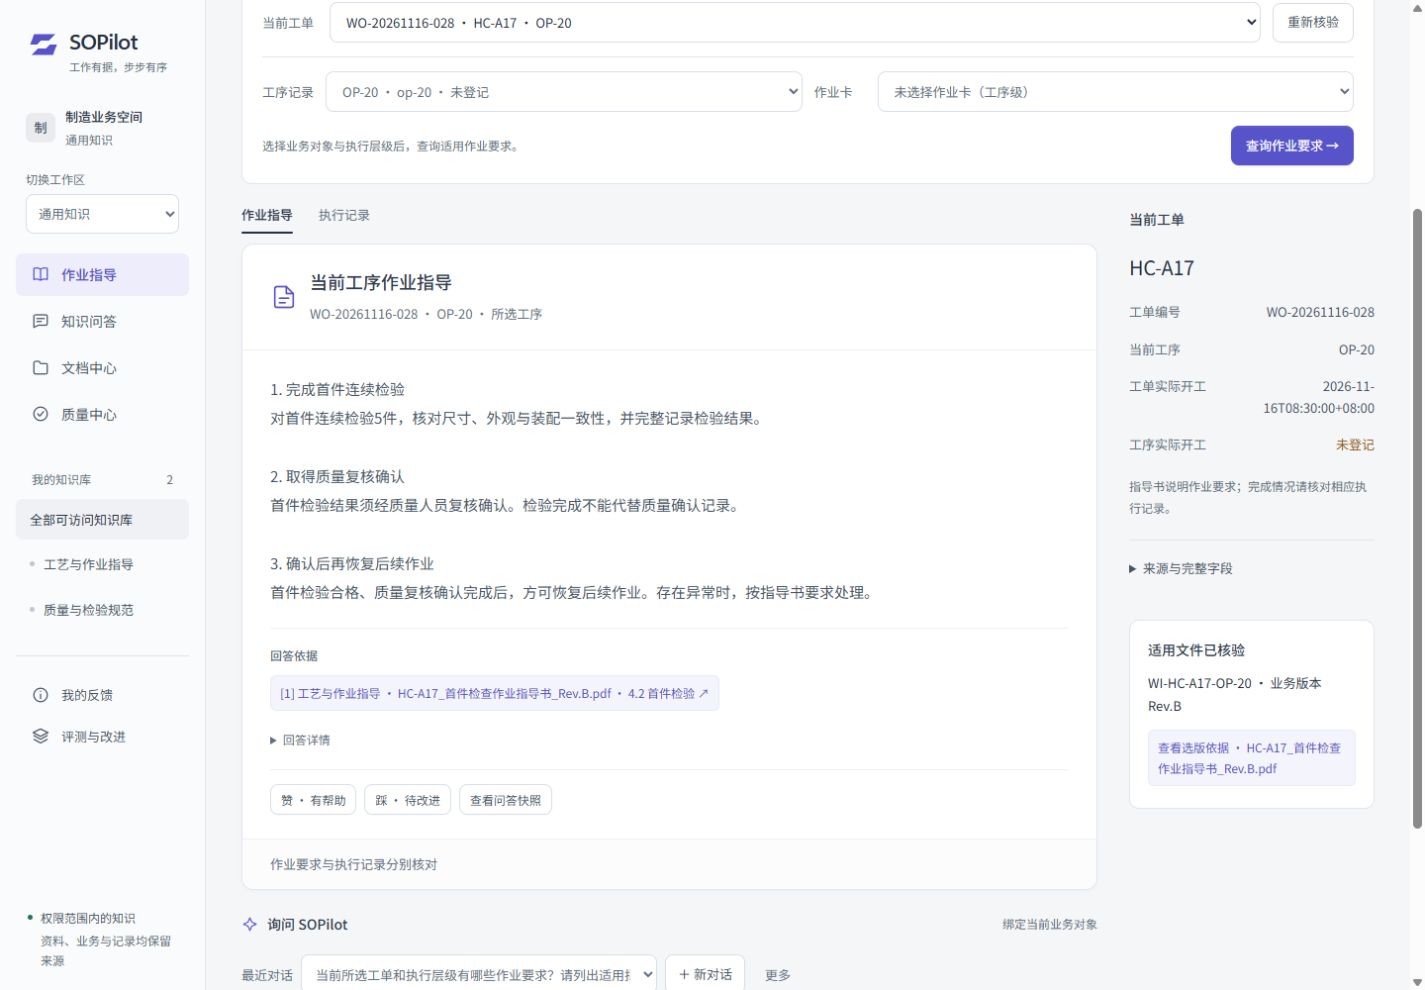 SOPilot
工作有据，步步有序
制
制造业务空间
通用知识
切换工作区
通用知识
作业指导
知识问答
文档中心
质量中心
我的知识库 2
全部可访问知识库
工艺与作业指导
质量与检验规范
我的反馈
评测与改进
权限范围内的知识
资料、业务与记录均保留
来源
当前工单 WO-20261116-028 · HC-A17 · OP-20 重新核验
工序记录 OP-20 · op-20 · 未登记 作业卡 未选择作业卡（工序级）
选择业务对象与执行层级后，查询适用作业要求。 查询作业要求→
作业指导 执行记录
当前工序作业指导
WO-20261116-028 · OP-20 · 所选工序
1. 完成首件连续检验
对首件连续检验5件，核对尺寸、外观与装配一致性，并完整记录检验结果。
2. 取得质量复核确认
首件检验结果须经质量人员复核确认。检验完成不能代替质量确认记录。
3. 确认后再恢复后续作业
首件检验合格、质量复核确认完成后，方可恢复后续作业。存在异常时，按指导书要求处理。
回答依据
[1] 工艺与作业指导 · HC-A17_首件检查作业指导书_Rev.B.pdf · 4.2 首件检验 ↗
▶ 回答详情
赞 · 有帮助 踩 · 待改进 查看问答快照
作业要求与执行记录分别核对
询问 SOPilot 绑定当前业务对象
最近对话 当前所选工单和执行层级有哪些作业要求？请列出适用 ＋ 新对话 更多
当前工单
HC-A17
工单编号 WO-20261116-028
当前工序 OP-20
工单实际开工 2026-11-
16T08:30:00+08:00
工序实际开工 未登记
指导书说明作业要求；完成情况请核对相应执
行记录。
▶ 来源与完整字段
适用文件已核验
WI-HC-A17-OP-20 · 业务版本
Rev.B
查看选版依据 · HC-A17_首件检查
作业指导书_Rev.B.pdf